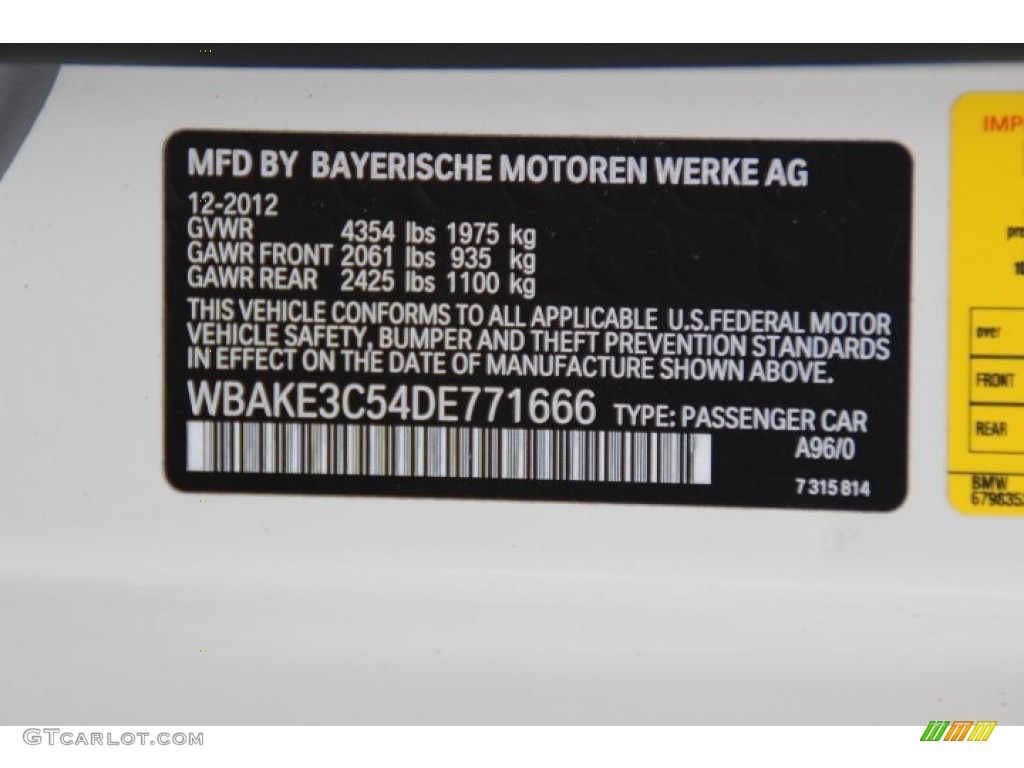 MFD BY BAYERISCHE MOTOREN WERKE AG
12-2012
GVWR 4354 lbs 1975 kg
GAWR FRONT 2061 lbs 935 kg
GAWR REAR 2425 lbs 1100 kg
THIS VEHICLE CONFORMS TO ALL APPLICABLE U.S.FEDERAL MOTOR
VEHICLE SAFETY, BUMPER AND THEFT PREVENTION STANDARDS
IN EFFECT ON THE DATE OF MANUFACTURE SHOWN ABOVE.
WBAKE3C54DE771666 TYPE: PASSENGER CAR
A96/0
7 315 814
IMP
pre
over
FRONT
REAR
BMW
GTCARLOT.COM